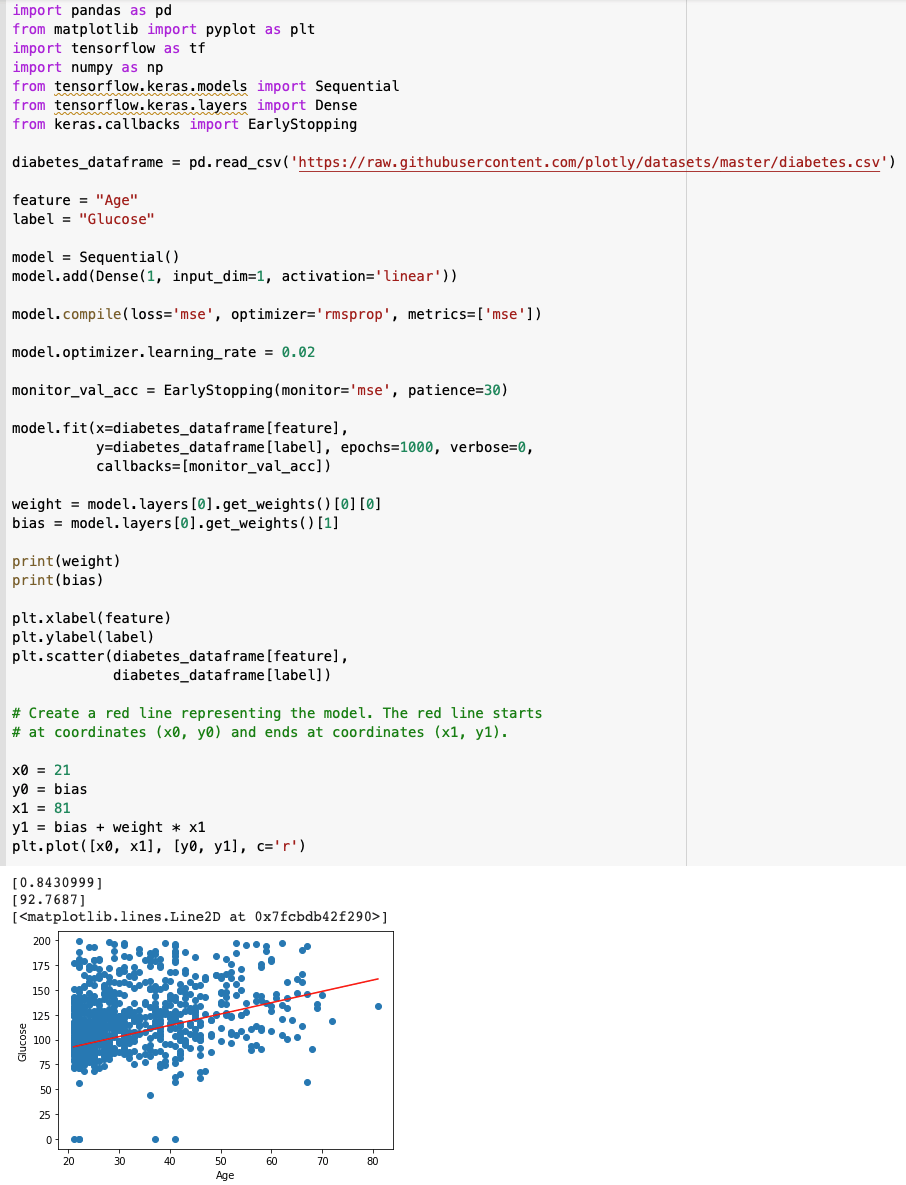 import pandas as pd
from matplotlib import pyplot as plt
import tensorflow as tf
import numpy as np
from tensorflow.keras.models import Sequential
from tensorflow.keras.layers import Dense
from keras.callbacks import EarlyStopping
diabetes_dataframe = pd.read_csv('https://raw.githubusercontent.com/plotly/datasets/master/diabetes.csv')
feature = "Age"
label = "Glucose"
model = Sequential()
model.add(Dense(1, input_dim=1, activation='linear'))
model.compile(loss='mse', optimizer='rmsprop', metrics=['mse'])
model.optimizer.learning_rate = 0.02
monitor_val_acc = EarlyStopping(monitor='mse', patience=30)
model.fit(x=diabetes_dataframe[feature],
          y=diabetes_dataframe[label], epochs=1000, verbose=0,
          callbacks=[monitor_val_acc])
weight = model.layers[0].get_weights()[0][0]
bias = model.layers[0].get_weights()[1]
print(weight)
print(bias)
plt.xlabel(feature)
plt.ylabel(label)
plt.scatter(diabetes_dataframe[feature],
            diabetes_dataframe[label])
# Create a red line representing the model. The red line starts
# at coordinates (x0, y0) and ends at coordinates (x1, y1).
x0 = 21
y0 = bias
x1 = 81
y1 = bias + weight * x1
plt.plot([x0, x1], [y0, y1], c='r')
[0.8430999]
[92.7687]
[<matplotlib.lines.Line2D at 0x7fcbdb42f290>]
200
175
150
125
100
75
50
25
0
Glucose
20 30 40 50 60 70 80
Age